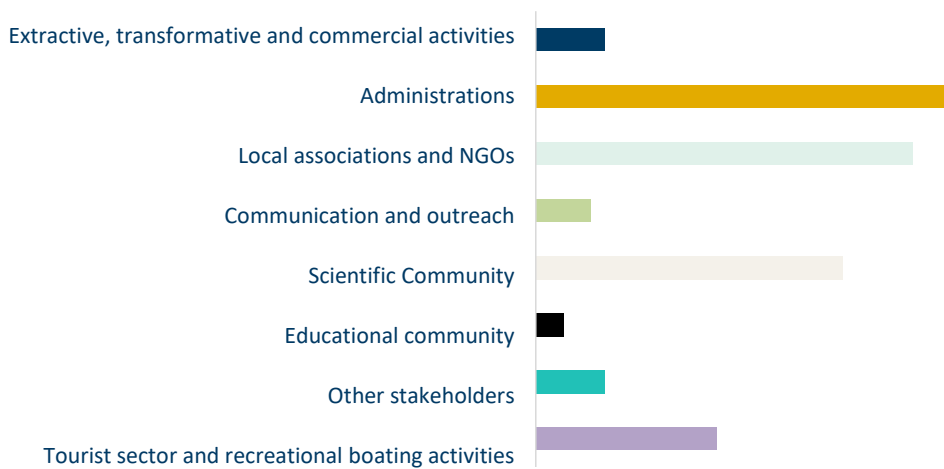 Extractive, transformative and commercial activities
Administrations
Local associations and NGOs
Communication and outreach
Scientific Community
Educational community
Other stakeholders
Tourist sector and recreational boating activities